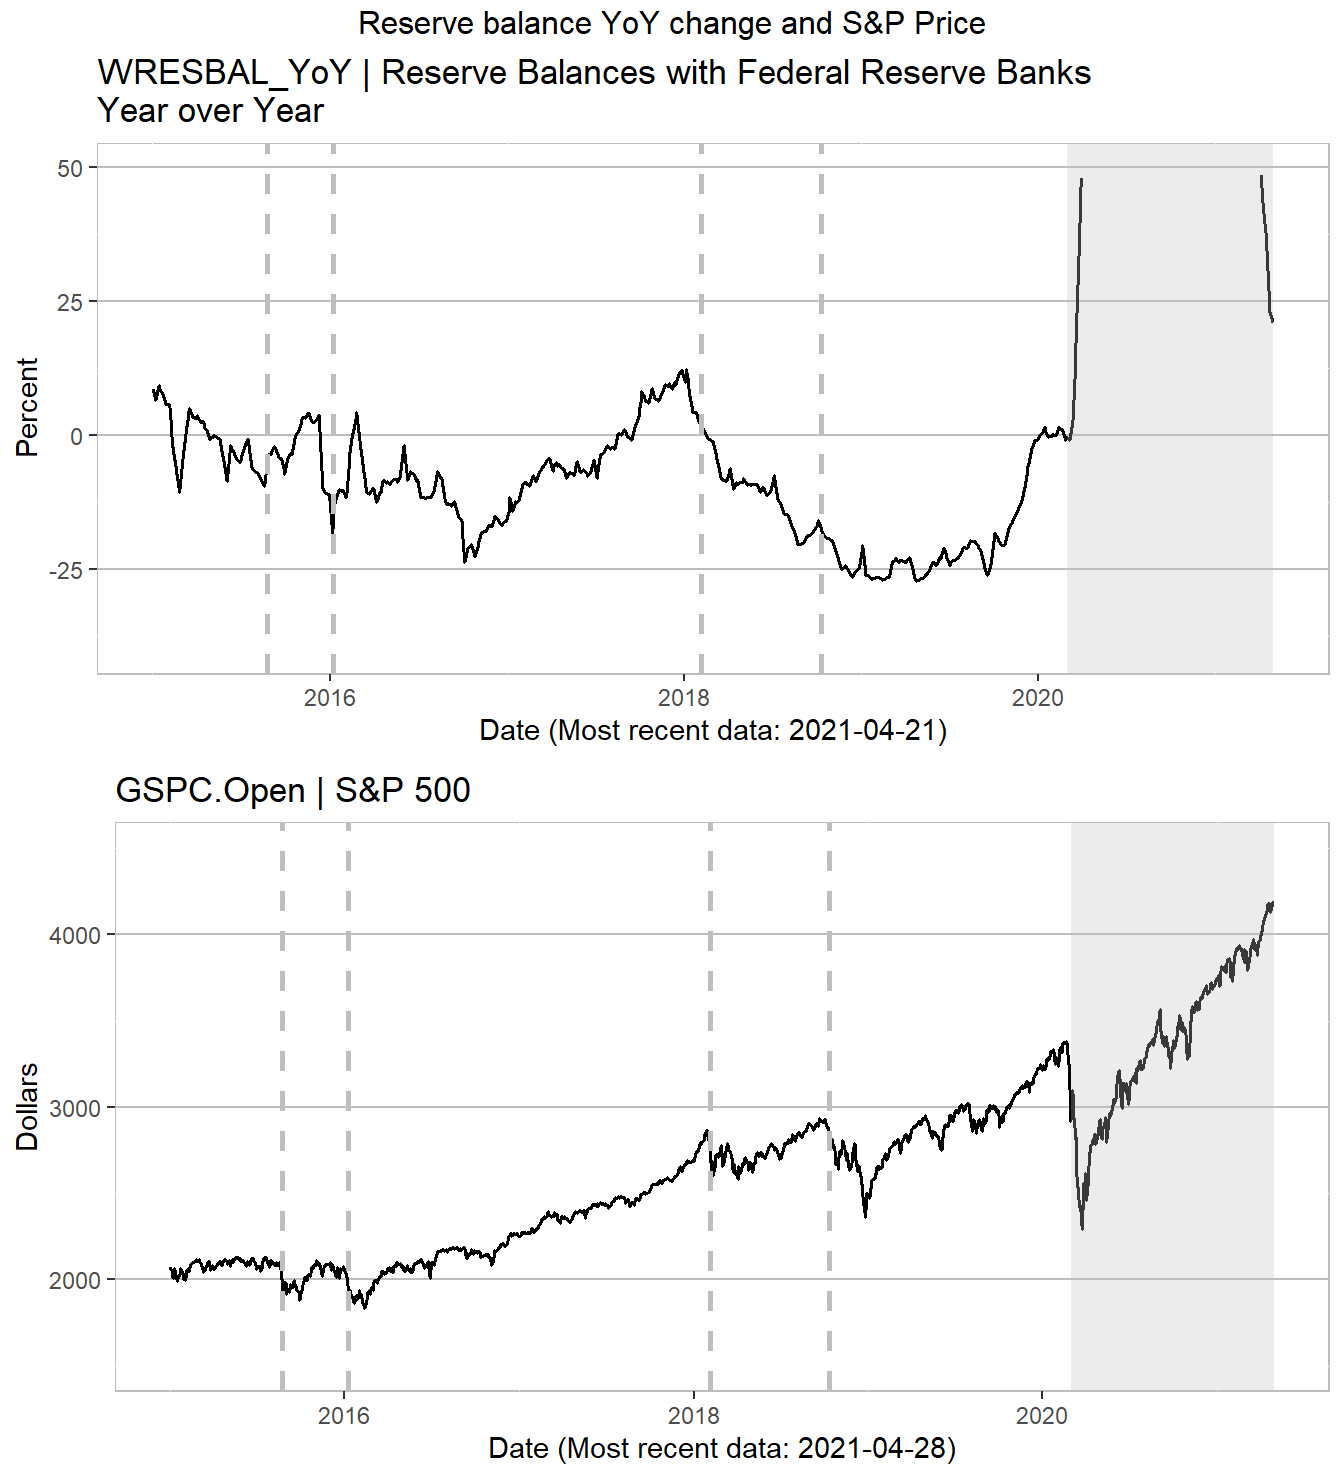 Reserve balance YoY change and S&P Price
WRESBAL_YoY | Reserve Balances with Federal Reserve Banks
Year over Year
50
25
0
-25
Percent
2016
2018
2020
Date (Most recent data: 2021-04-21)
GSPC.Open | S&P 500
4000
3000
2000
Dollars
2016
2018
2020
Date (Most recent data: 2021-04-28)